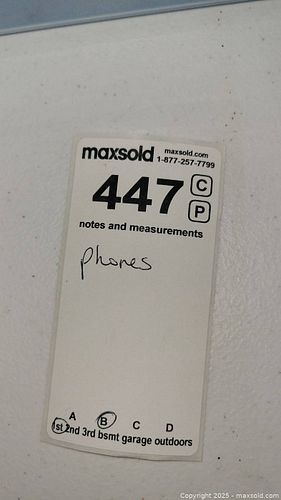 maxsold maxsold.com
1-877-257-7799
447 C
P
notes and measurements
phones
A B C D
1st 2nd 3rd bsmt garage outdoors
Copyright © 2025 - maxsold.com